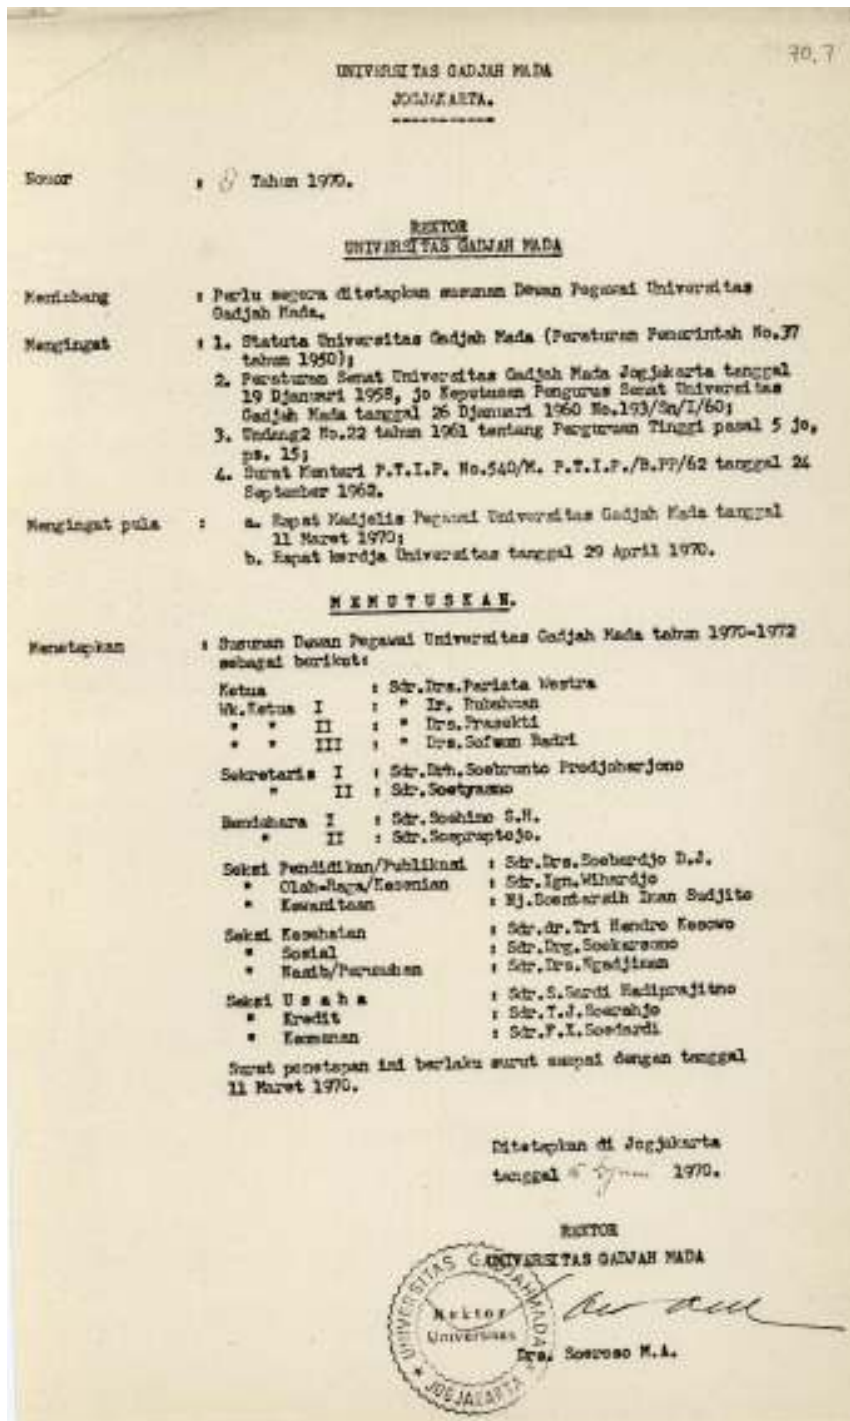 70,7
UNIVERSITAS GADJAH MADA
JOGJAKARTA.
Nomor : 8 Tahun 1970.
REKTOR
UNIVERSITAS GADJAH MADA
Menimbang : Perlu segera ditetapkan susunan Dewan Pegawai Universitas
Gadjah Mada.
Mengingat : 1. Statuta Universitas Gadjah Mada (Peraturan Pemerintah No.37
tahun 1950);
2. Peraturan Senat Universitas Gadjah Mada Jogjakarta tanggal
19 Djanuari 1958, jo Keputusan Pengurus Senat Universitas
Gadjah Mada tanggal 26 Djanuari 1960 No.193/Sn/I/60;
3. Undang2 No.22 tahun 1961 tentang Perguruan Tinggi pasal 5 jo,
ps. 15;
4. Surat Menteri P.T.I.P. No.540/M. P.T.I.P./B.PP/62 tanggal 24
September 1962.
Mengingat pula : a. Rapat Madjelis Pegawai Universitas Gadjah Mada tanggal
11 Maret 1970;
b. Rapat kerdja Universitas tanggal 29 April 1970.
M E M U T U S K A N.
Menetapkan : Susunan Dewan Pegawai Universitas Gadjah Mada tahun 1970-1972
sebagai berikut:
Ketua : Sdr.Drs.Pariata Westra
Wk.Ketua I : " Ir.
" " II : " Drs.Prasekti
" " III : " Drs.Sofwan Badri
Sekretaris I : Sdr.Drh.Soebronto Prodjoharjono
" II : Sdr.Soetyasmo
Bendahara I : Sdr.Soehino S.H.
" II : Sdr.Soepraptojo.
Seksi Pendidikan/Publikasi : Sdr.Drs.Soebardjo D.J.
" Olah-Raga/Kesenian : Sdr.Ign.Wihardjo
" Kewanitaan : Nj.Soentarsih Iman Sudjito
Seksi Kesehatan : Sdr.dr.Tri Hendro Kesowo
" Sosial : Sdr.Drg.Soekarsono
" Nasib/Perumahan : Sdr.Drs.Ngadjiman
Seksi U s a h a : Sdr.S.Sardi Hadiprajitno
" Kredit : Sdr.T.J.Soerahjo
" Keamanan : Sdr.F.X.Soedardi
Surat penetapan ini berlaku surut sampai dengan tanggal
11 Maret 1970.
Ditetapkan di Jogjakarta
tanggal 5 1970.
REKTOR
UNIVERSITAS GADJAH MADA
UNIVERSITAS GADJAHMADA
Rektor
Universitas
JOGJAKARTA
Drs. Soeroso M.A.